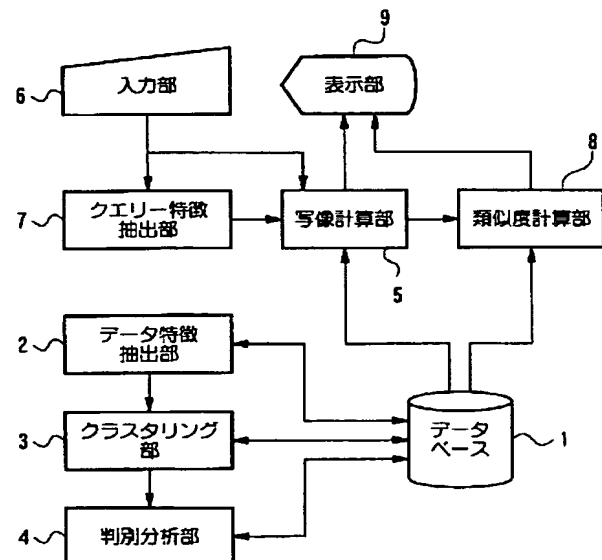 9
入力部
表示部
6
8
クエリー特徴
抽出部
7
写像計算部
類似度計算部
5
データ特徴
抽出部
2
データ
ベース
1
クラスタリング
部
3
判別分析部
4